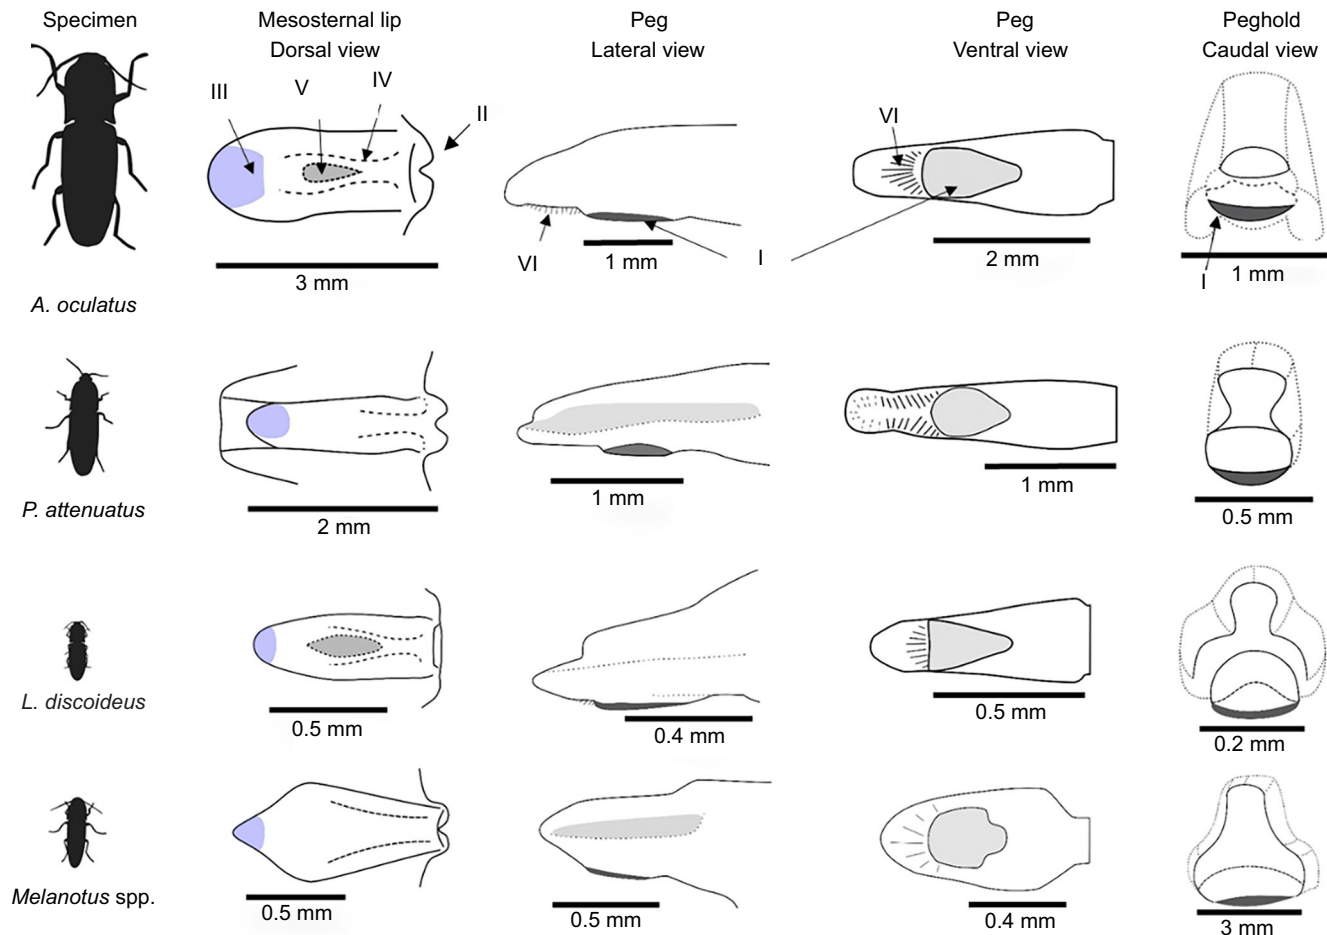 Specimen
Mesosternal lip
Dorsal view
Peg
Lateral view
Peg
Ventral view
Peghold
Caudal view
III
V
IV
II
VI
I
VI
I
3 mm
1 mm
2 mm
1 mm
A. oculatus
2 mm
1 mm
1 mm
0.5 mm
P. attenuatus
0.5 mm
0.4 mm
0.5 mm
0.2 mm
L. discoideus
0.5 mm
0.5 mm
0.4 mm
3 mm
Melanotus spp.